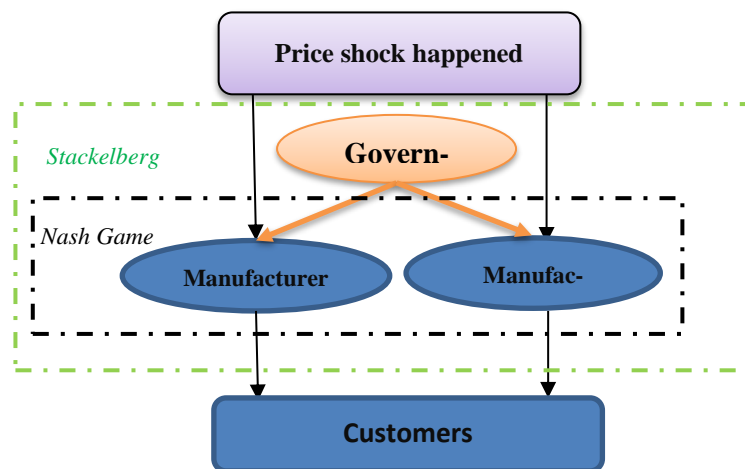 Price shock happened
Stackelberg
Govern-
Nash Game
Manufacturer
Manufac-
Customers